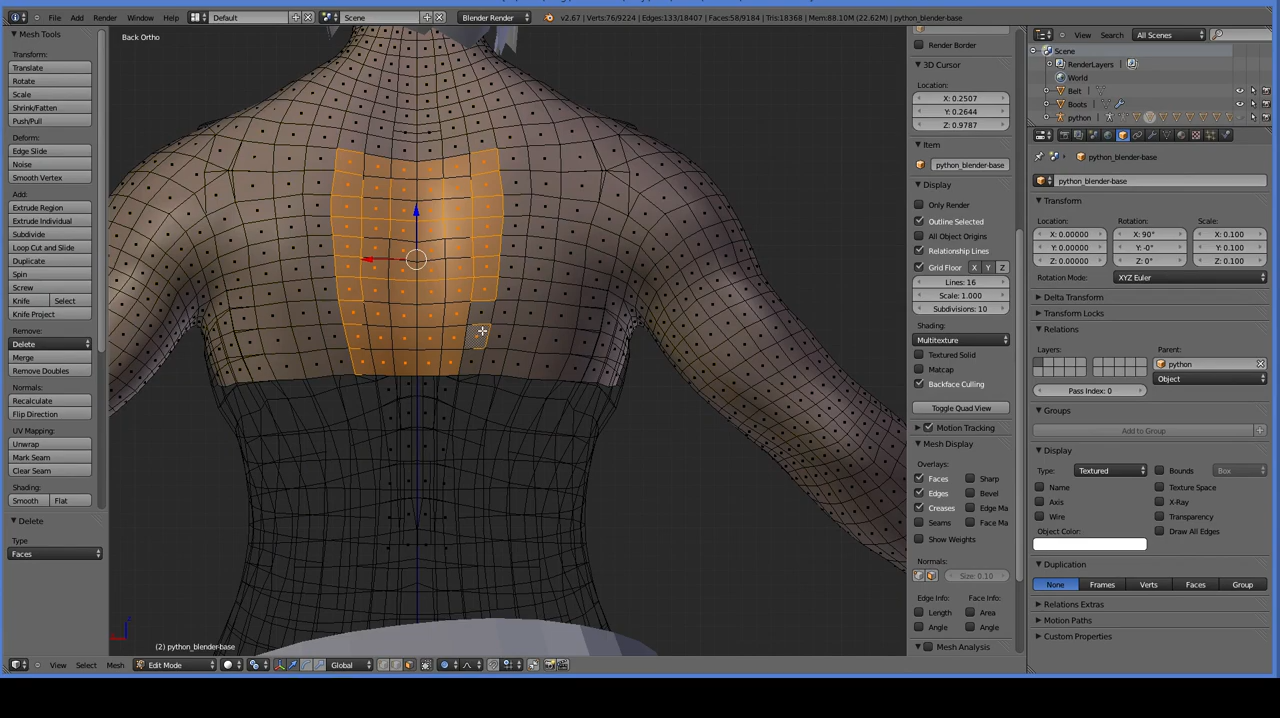 File Add Render Window Help Default Scene Blender Render v2.67 | Verts:76/9224 | Edges:133/18407 | Faces:58/9184 | Tris:18368 | Mem:88.10M (22.62M) | python_blender-base
Mesh Tools
Transform:
Translate
Rotate
Scale
Shrink/Fatten
Push/Pull
Deform:
Edge Slide
Noise
Smooth Vertex
Add:
Extrude Region
Extrude Individual
Subdivide
Loop Cut and Slide
Duplicate
Spin
Screw
Knife Select
Knife Project
Remove:
Delete
Merge
Remove Doubles
Normals:
Recalculate
Flip Direction
UV Mapping:
Unwrap
Mark Seam
Clear Seam
Shading:
Smooth Flat
Delete
Type
Faces
Back Ortho
(2) python_blender-base
View Select Mesh Edit Mode Global
Render Border
3D Cursor
Location:
X: 0.2507
Y: 0.2644
Z: 0.9787
Item
python_blender-base
Display
Only Render
Outline Selected
All Object Origins
Relationship Lines
Grid Floor X Y Z
Lines: 16
Scale: 1.000
Subdivisions: 10
Shading:
Multitexture
Textured Solid
Matcap
Backface Culling
Toggle Quad View
Motion Tracking
Mesh Display
Overlays:
Faces Sharp
Edges Bevel
Creases Edge Ma
Seams Face Ma
Show Weights
Normals:
Size: 0.10
Edge Info: Face Info:
Length Area
Angle Angle
Mesh Analysis
View Search All Scenes
Scene
RenderLayers
World
Belt
Boots
python
python_blender-base
python_blender-base
Transform
Location: Rotation: Scale:
X: 0.00000 X: 90° X: 0.100
Y: 0.00000 Y: -0° Y: 0.100
Z: 0.00000 Z: 0° Z: 0.100
Rotation Mode: XYZ Euler
Delta Transform
Transform Locks
Relations
Layers: Parent:
python
Object
Pass Index: 0
Groups
Add to Group
Display
Type: Textured Bounds Box
Name Texture Space
Axis X-Ray
Wire Transparency
Object Color: Draw All Edges
Duplication
None Frames Verts Faces Group
Relations Extras
Motion Paths
Custom Properties